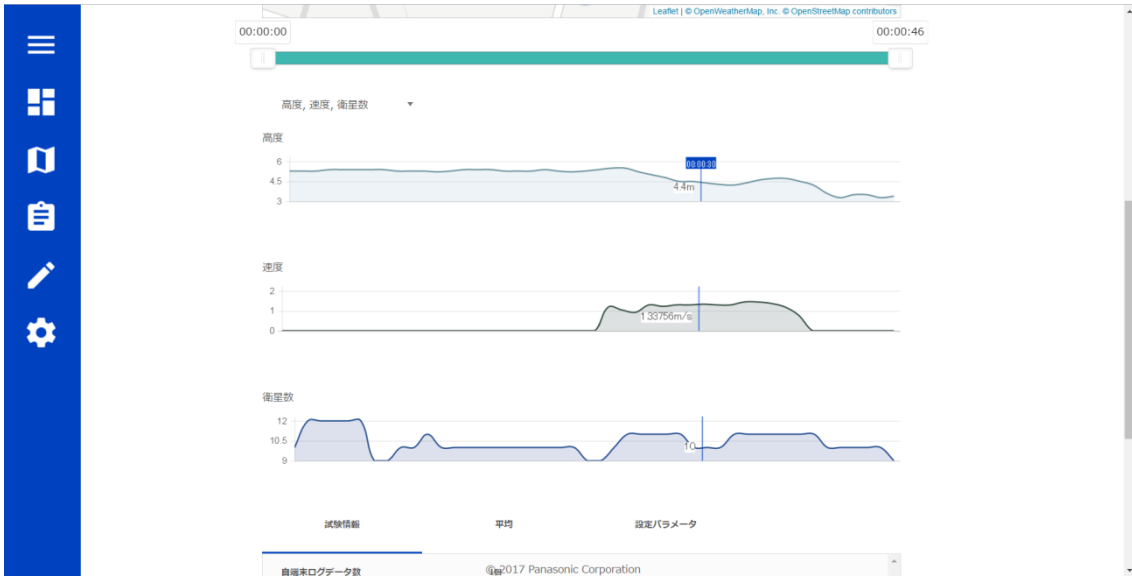 Leaflet | © OpenWeatherMap, Inc. © OpenStreetMap contributors
00:00:00
00:00:46
高度, 速度, 衛星数
高度
00:00:30
6
4.5
4.4m
3
速度
2
1
1.33756m/s
0
衛星数
12
10.5
10
9
試験情報 平均 設定パラメータ
自端末ログデータ数
© 2017 Panasonic Corporation